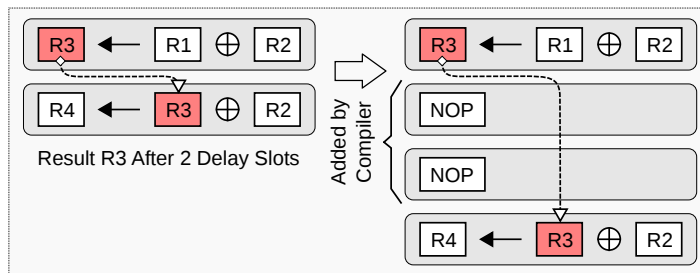 R3 R1 R2
R4 R3 R2
Result R3 After 2 Delay Slots
Added by
Compiler
R3 R1 R2
NOP
NOP
R4 R3 R2